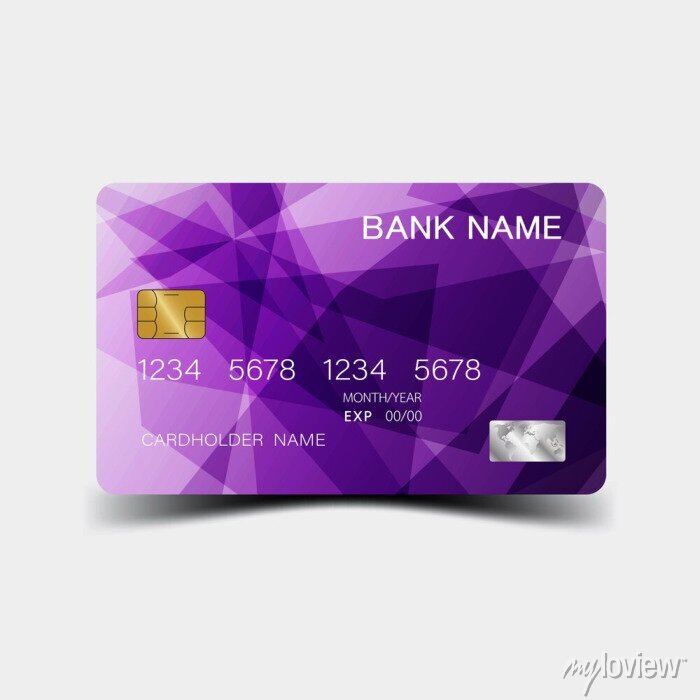 BANK NAME
1234 5678 1234 5678
MONTH/YEAR
EXP 00/00
CARDHOLDER NAME
myloview